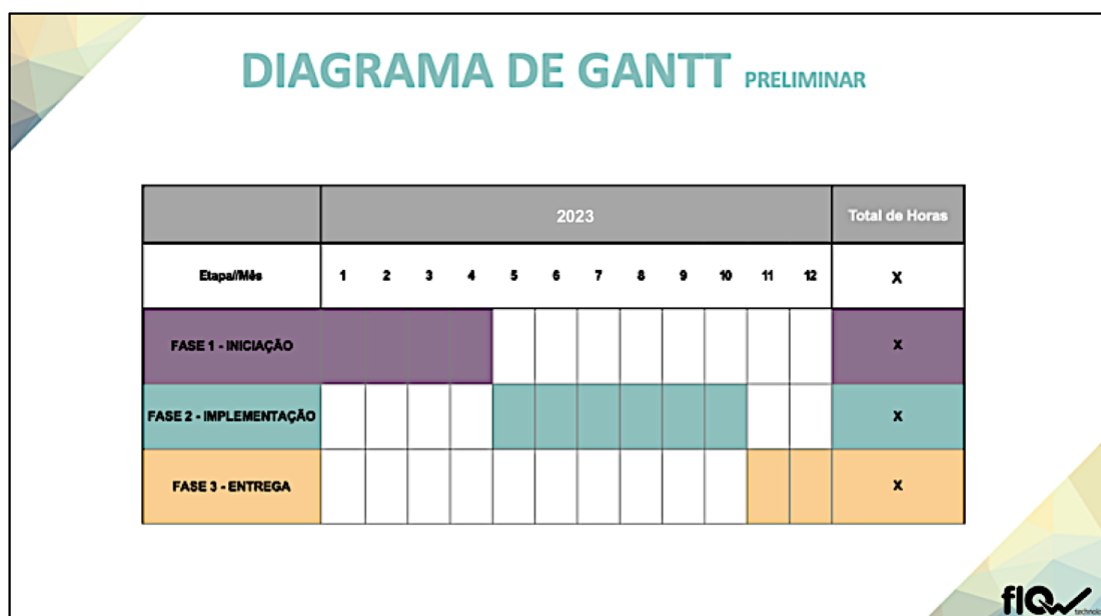 DIAGRAMA DE GANTT PRELIMINAR
2023 Total de Horas
Etapa//Mês 1 2 3 4 5 6 7 8 9 10 11 12 X
FASE 1 - INICIAÇÃO X
FASE 2 - IMPLEMENTAÇÃO X
FASE 3 - ENTREGA X
flow